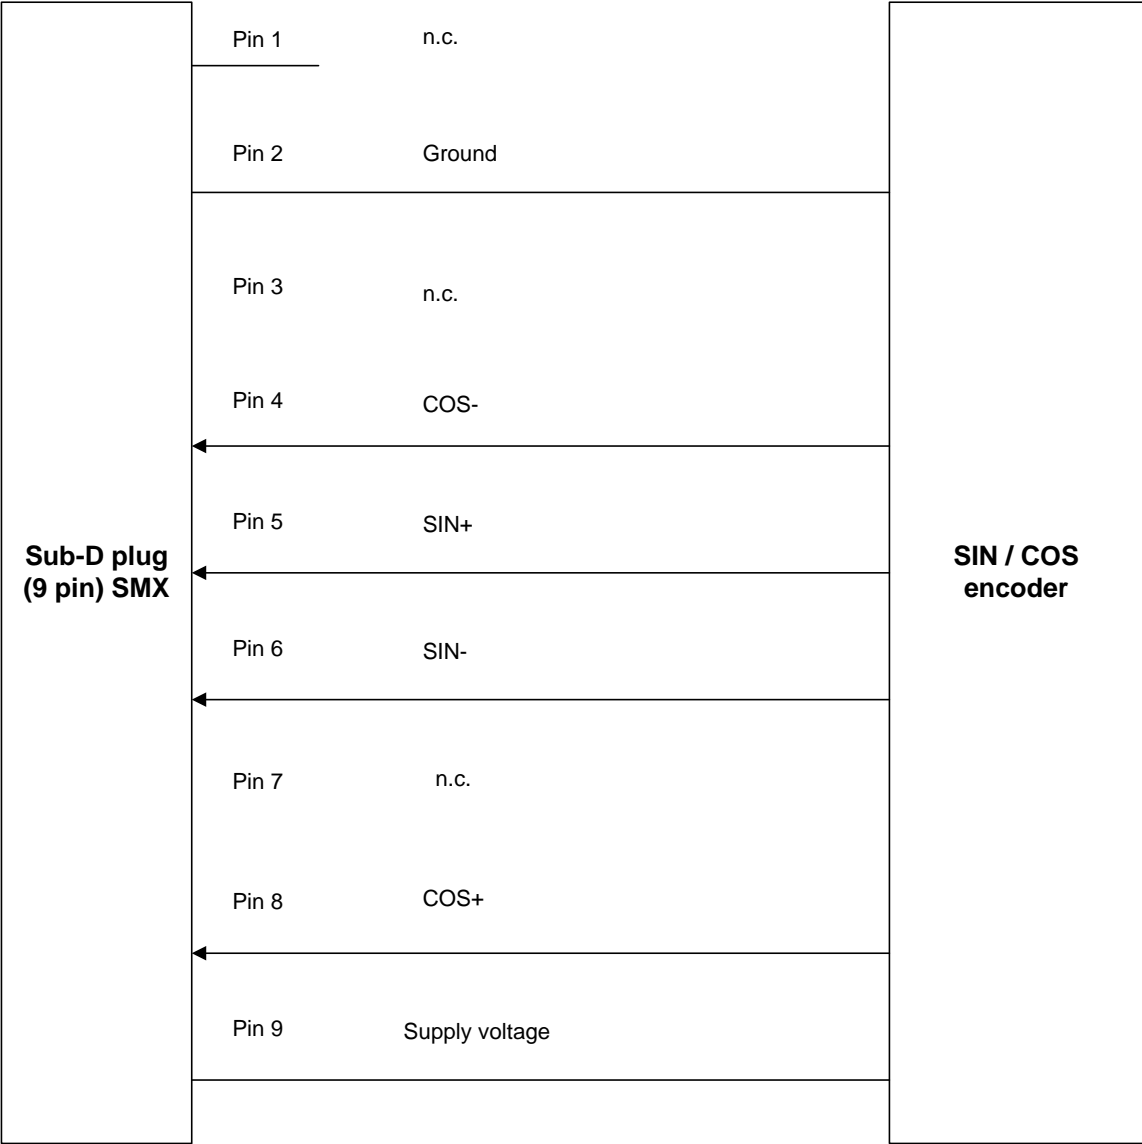 Pin 1 n.c.
Pin 2 Ground
Pin 3 n.c.
Pin 4 COS-
Pin 5 SIN+
Sub-D plug
(9 pin) SMX
SIN / COS
encoder
Pin 6 SIN-
Pin 7 n.c.
Pin 8 COS+
Pin 9 Supply voltage